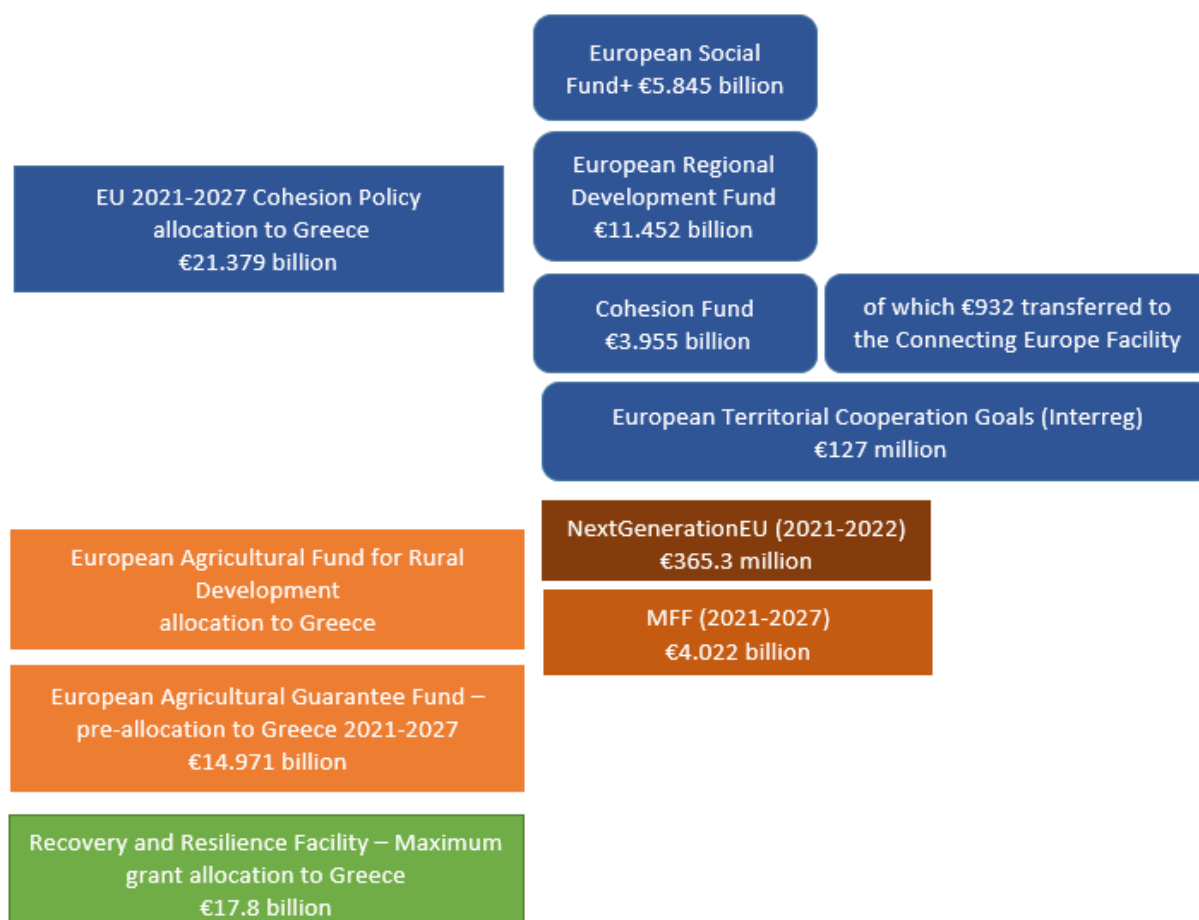 European Social
Fund+ €5.845 billion
European Regional
Development Fund
€11.452 billion
EU 2021-2027 Cohesion Policy
allocation to Greece
€21.379 billion
Cohesion Fund
€3.955 billion
of which €932 transferred to
the Connecting Europe Facility
European Territorial Cooperation Goals (Interreg)
€127 million
NextGenerationEU (2021-2022)
€365.3 million
European Agricultural Fund for Rural
Development
allocation to Greece
MFF (2021-2027)
€4.022 billion
European Agricultural Guarantee Fund –
pre-allocation to Greece 2021-2027
€14.971 billion
Recovery and Resilience Facility – Maximum
grant allocation to Greece
€17.8 billion